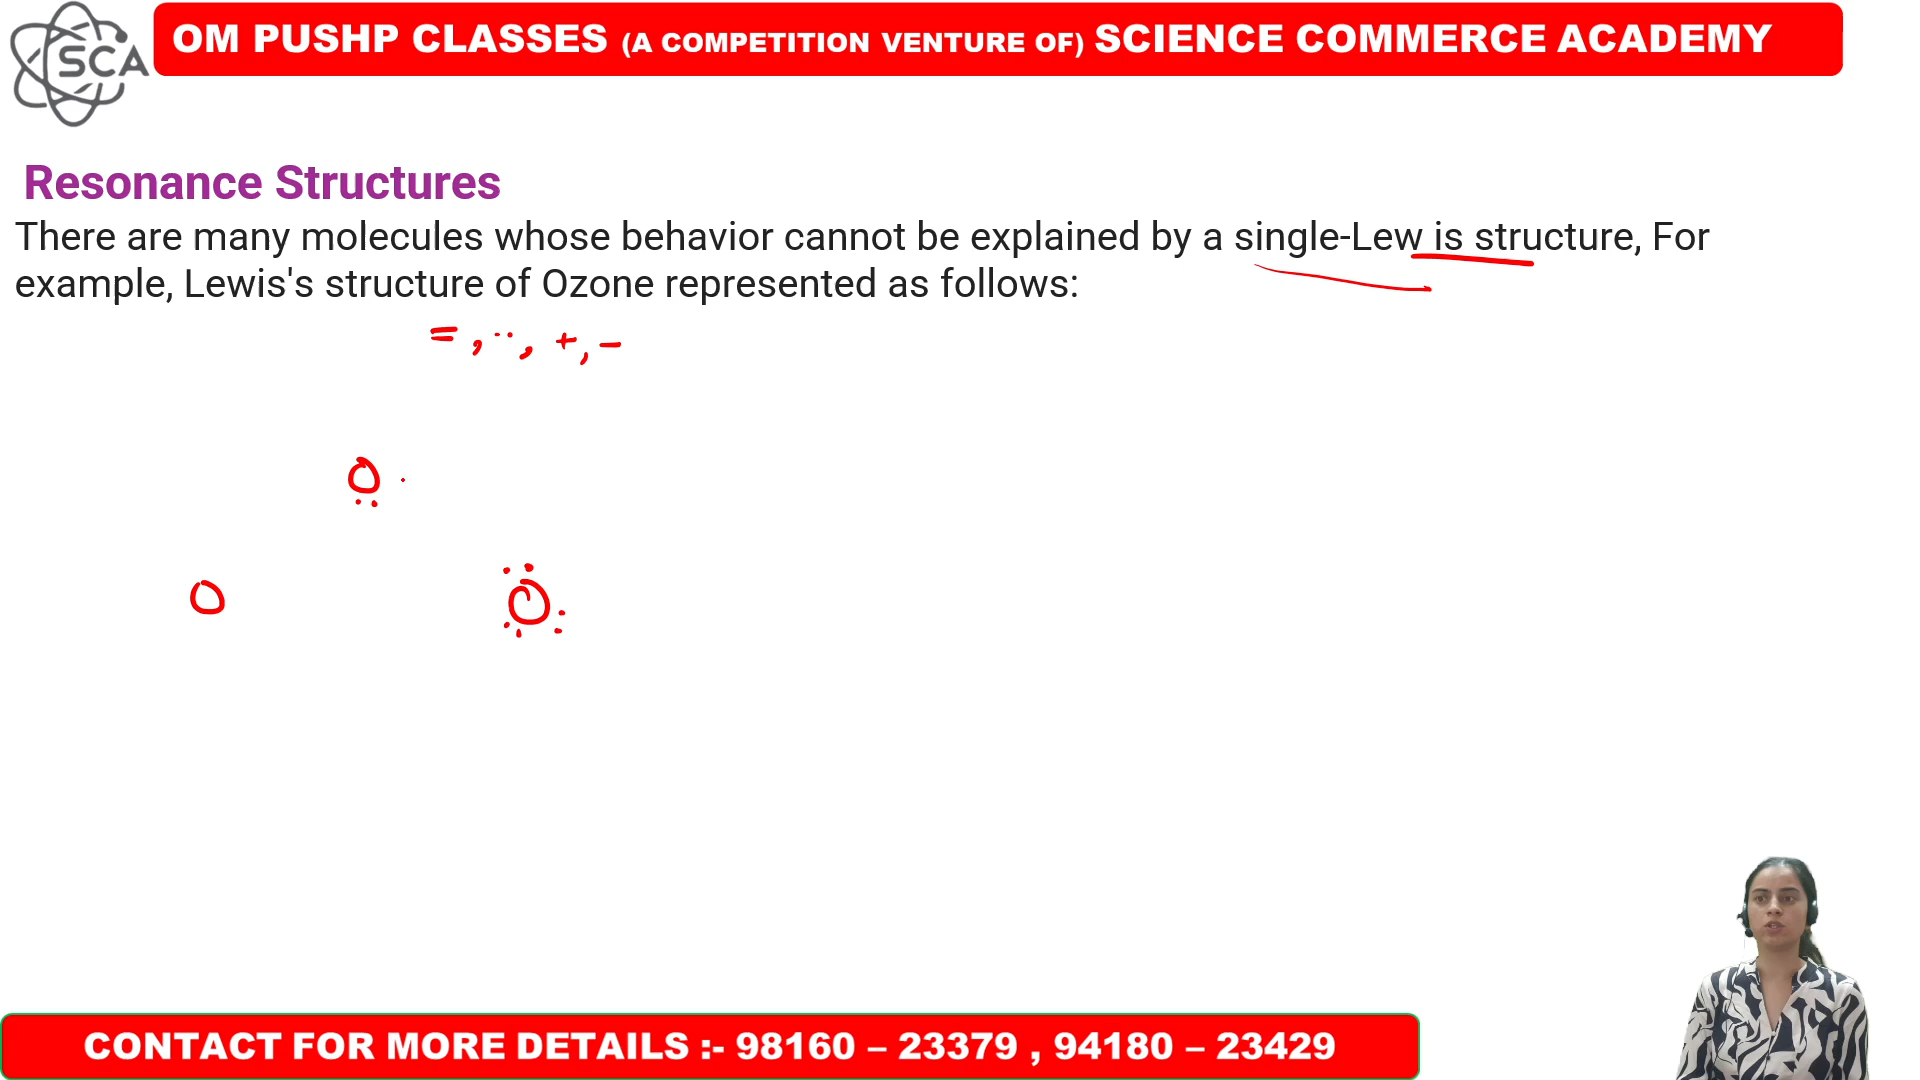 SCA
OM PUSHP CLASSES (A COMPETITION VENTURE OF) SCIENCE COMMERCE ACADEMY
Resonance Structures
There are many molecules whose behavior cannot be explained by a single-Lew is structure, For
example, Lewis's structure of Ozone represented as follows:
= , ·· , + , −
O
O O
CONTACT FOR MORE DETAILS :- 98160 – 23379 , 94180 – 23429